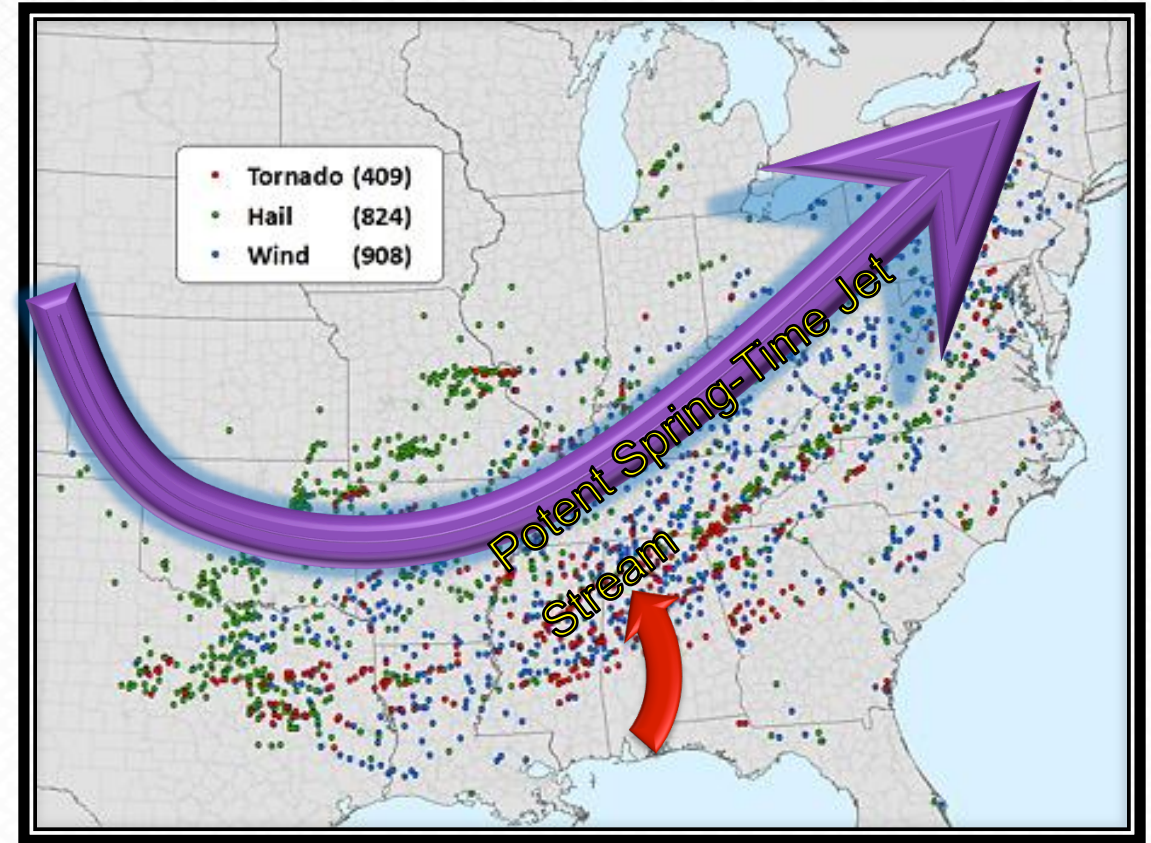 Tornado (409)
Hail (824)
Wind (908)
Potent Spring-Time Jet
Stream